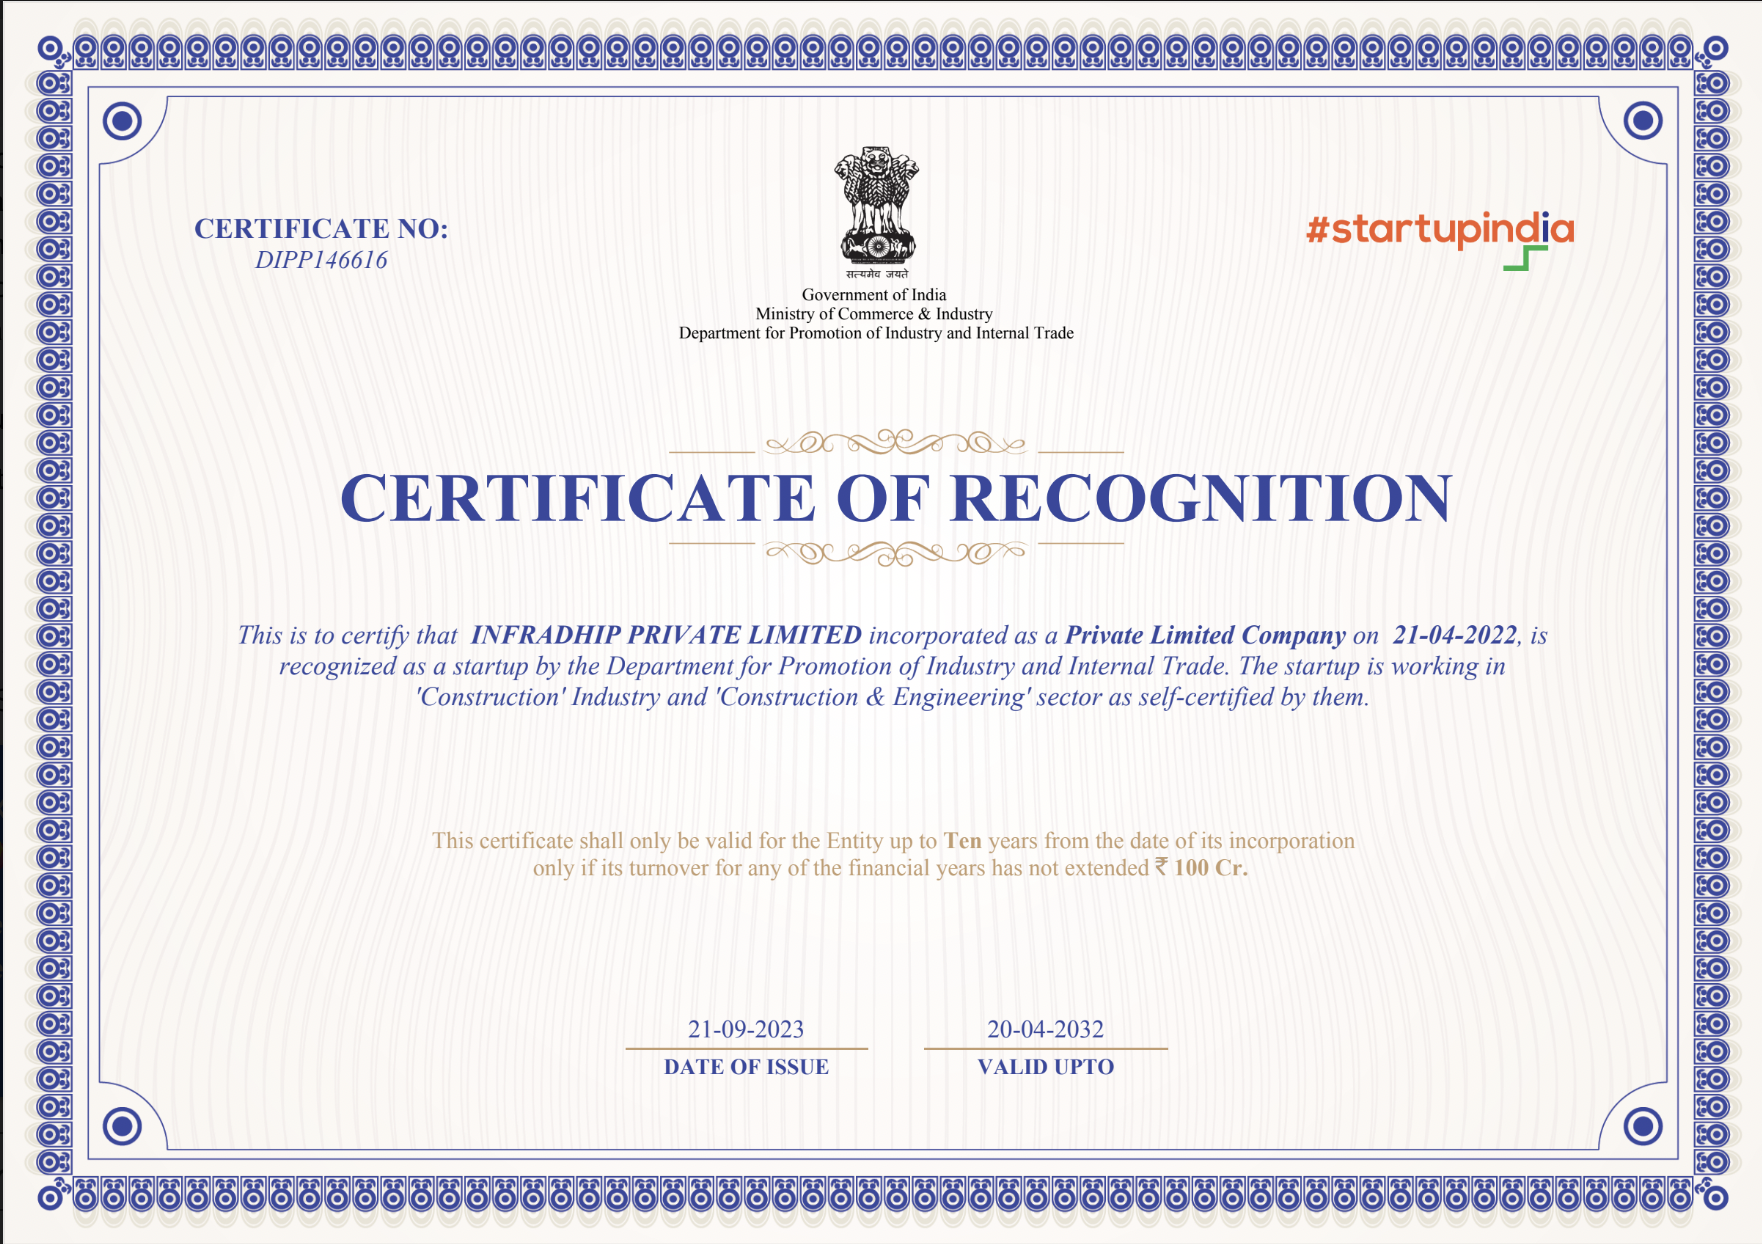 CERTIFICATE NO:
DIPP146616
सत्यमेव जयते
#startupindia
Government of India
Ministry of Commerce & Industry
Department for Promotion of Industry and Internal Trade
CERTIFICATE OF RECOGNITION
This is to certify that INFRADHIP PRIVATE LIMITED incorporated as a Private Limited Company on 21-04-2022, is
recognized as a startup by the Department for Promotion of Industry and Internal Trade. The startup is working in
'Construction' Industry and 'Construction & Engineering' sector as self-certified by them.
This certificate shall only be valid for the Entity up to Ten years from the date of its incorporation
only if its turnover for any of the financial years has not extended ₹ 100 Cr.
21-09-2023
DATE OF ISSUE
20-04-2032
VALID UPTO